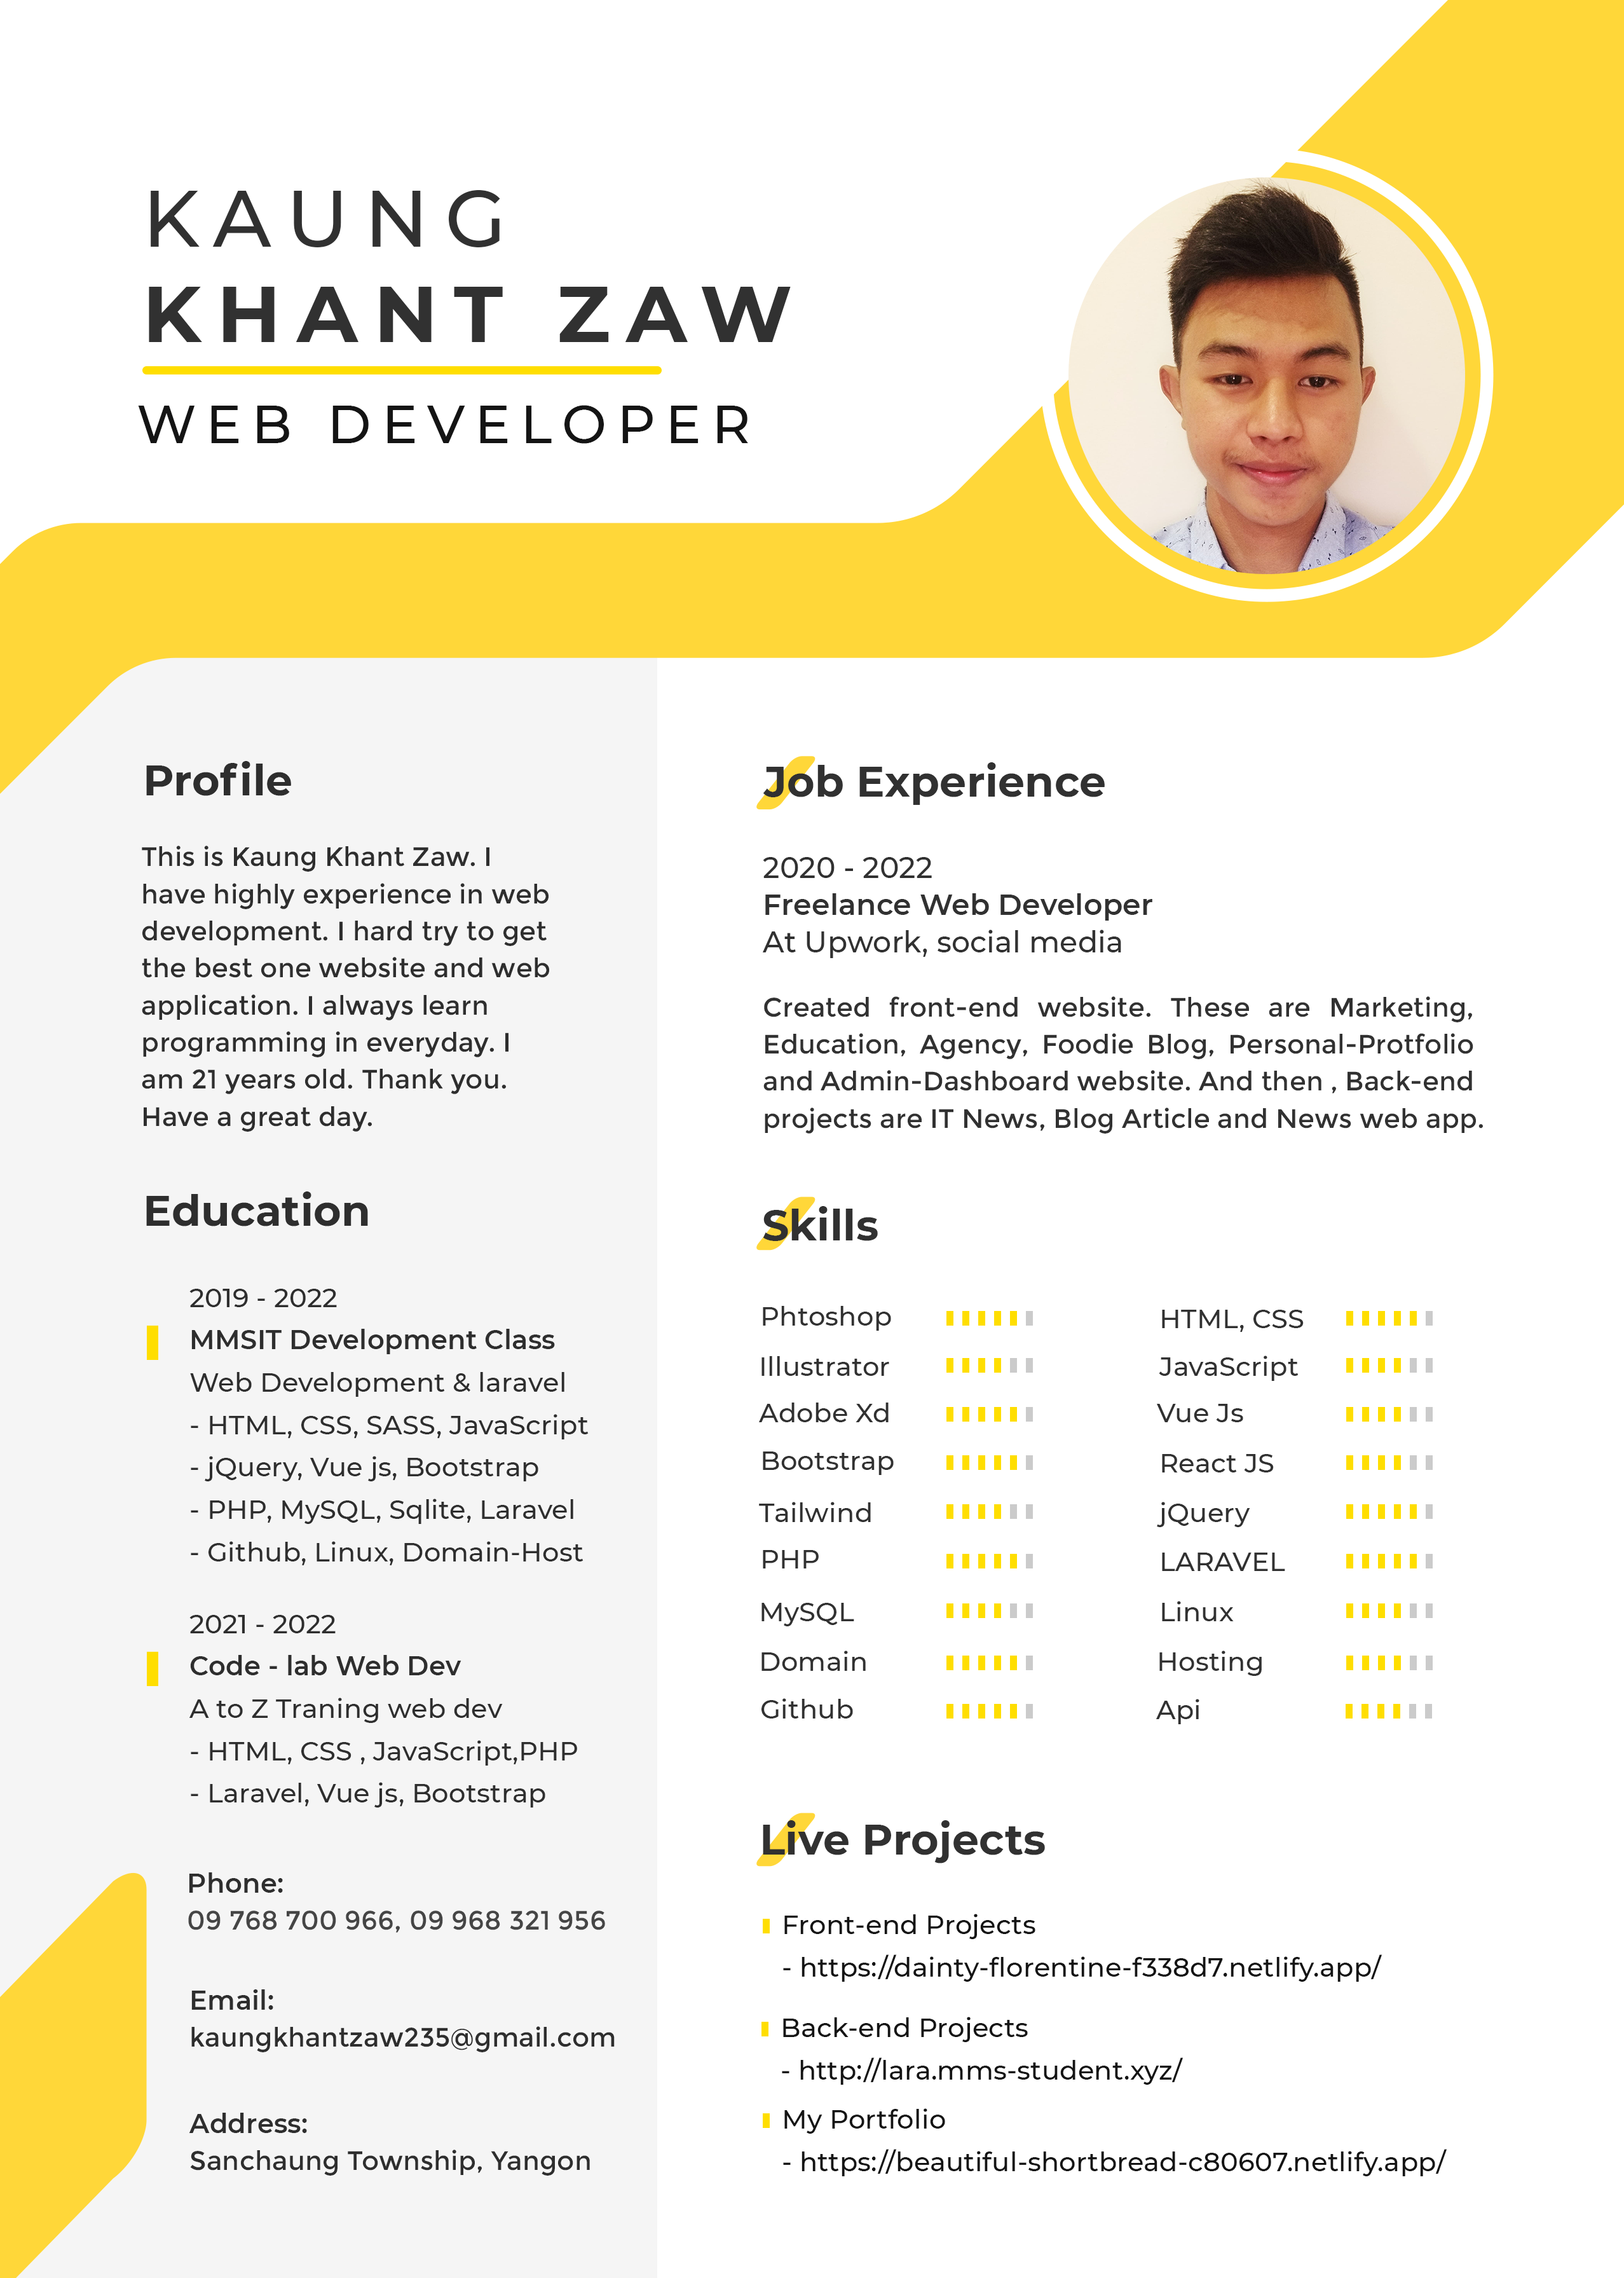 KAUNG
KHANT ZAW
WEB DEVELOPER
Profile
This is Kaung Khant Zaw. I
have highly experience in web
development. I hard try to get
the best one website and web
application. I always learn
programming in everyday. I
am 21 years old. Thank you.
Have a great day.
Education
2019 - 2022
MMSIT Development Class
Web Development & laravel
- HTML, CSS, SASS, JavaScript
- jQuery, Vue js, Bootstrap
- PHP, MySQL, Sqlite, Laravel
- Github, Linux, Domain-Host
2021 - 2022
Code - lab Web Dev
A to Z Traning web dev
- HTML, CSS , JavaScript,PHP
- Laravel, Vue js, Bootstrap
Phone:
09 768 700 966, 09 968 321 956
Email:
kaungkhantzaw235@gmail.com
Address:
Sanchaung Township, Yangon
Job Experience
2020 - 2022
Freelance Web Developer
At Upwork, social media
Created front-end website. These are Marketing,
Education, Agency, Foodie Blog, Personal-Protfolio
and Admin-Dashboard website. And then , Back-end
projects are IT News, Blog Article and News web app.
Skills
Phtoshop
Illustrator
Adobe Xd
Bootstrap
Tailwind
PHP
MySQL
Domain
Github
HTML, CSS
JavaScript
Vue Js
React JS
jQuery
LARAVEL
Linux
Hosting
Api
Live Projects
Front-end Projects
- https://dainty-florentine-f338d7.netlify.app/
Back-end Projects
- http://lara.mms-student.xyz/
My Portfolio
- https://beautiful-shortbread-c80607.netlify.app/